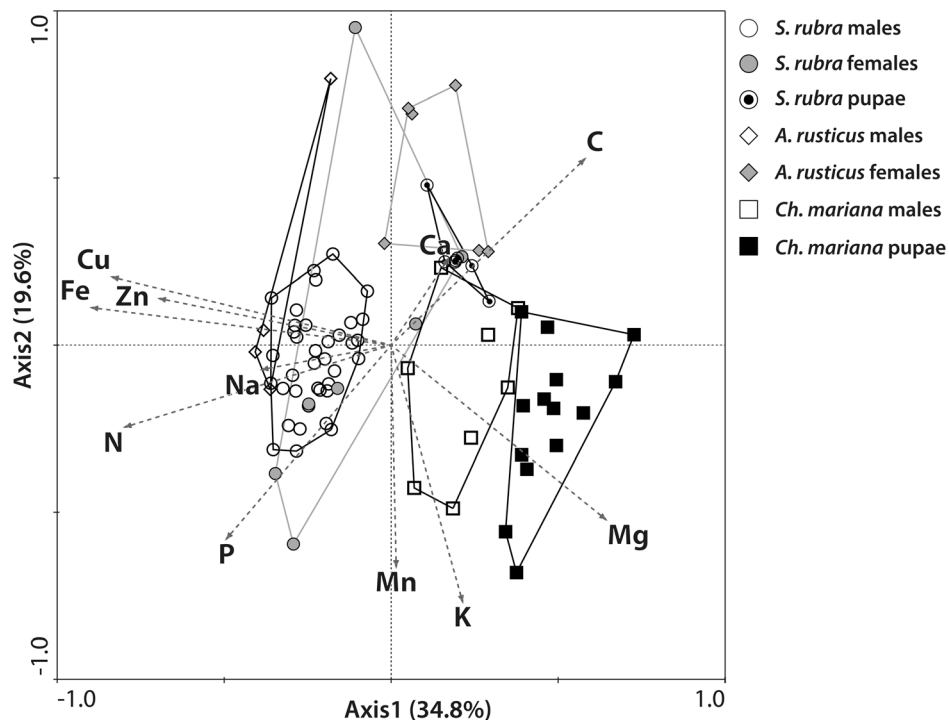 1.0
S. rubra males
S. rubra females
S. rubra pupae
A. rusticus males
A. rusticus females
Ch. mariana males
Ch. mariana pupae
C
Ca
Cu
Fe
Zn
Na
N
P
Mn
K
Mg
Axis2 (19.6%)
-1.0
-1.0
Axis1 (34.8%)
1.0